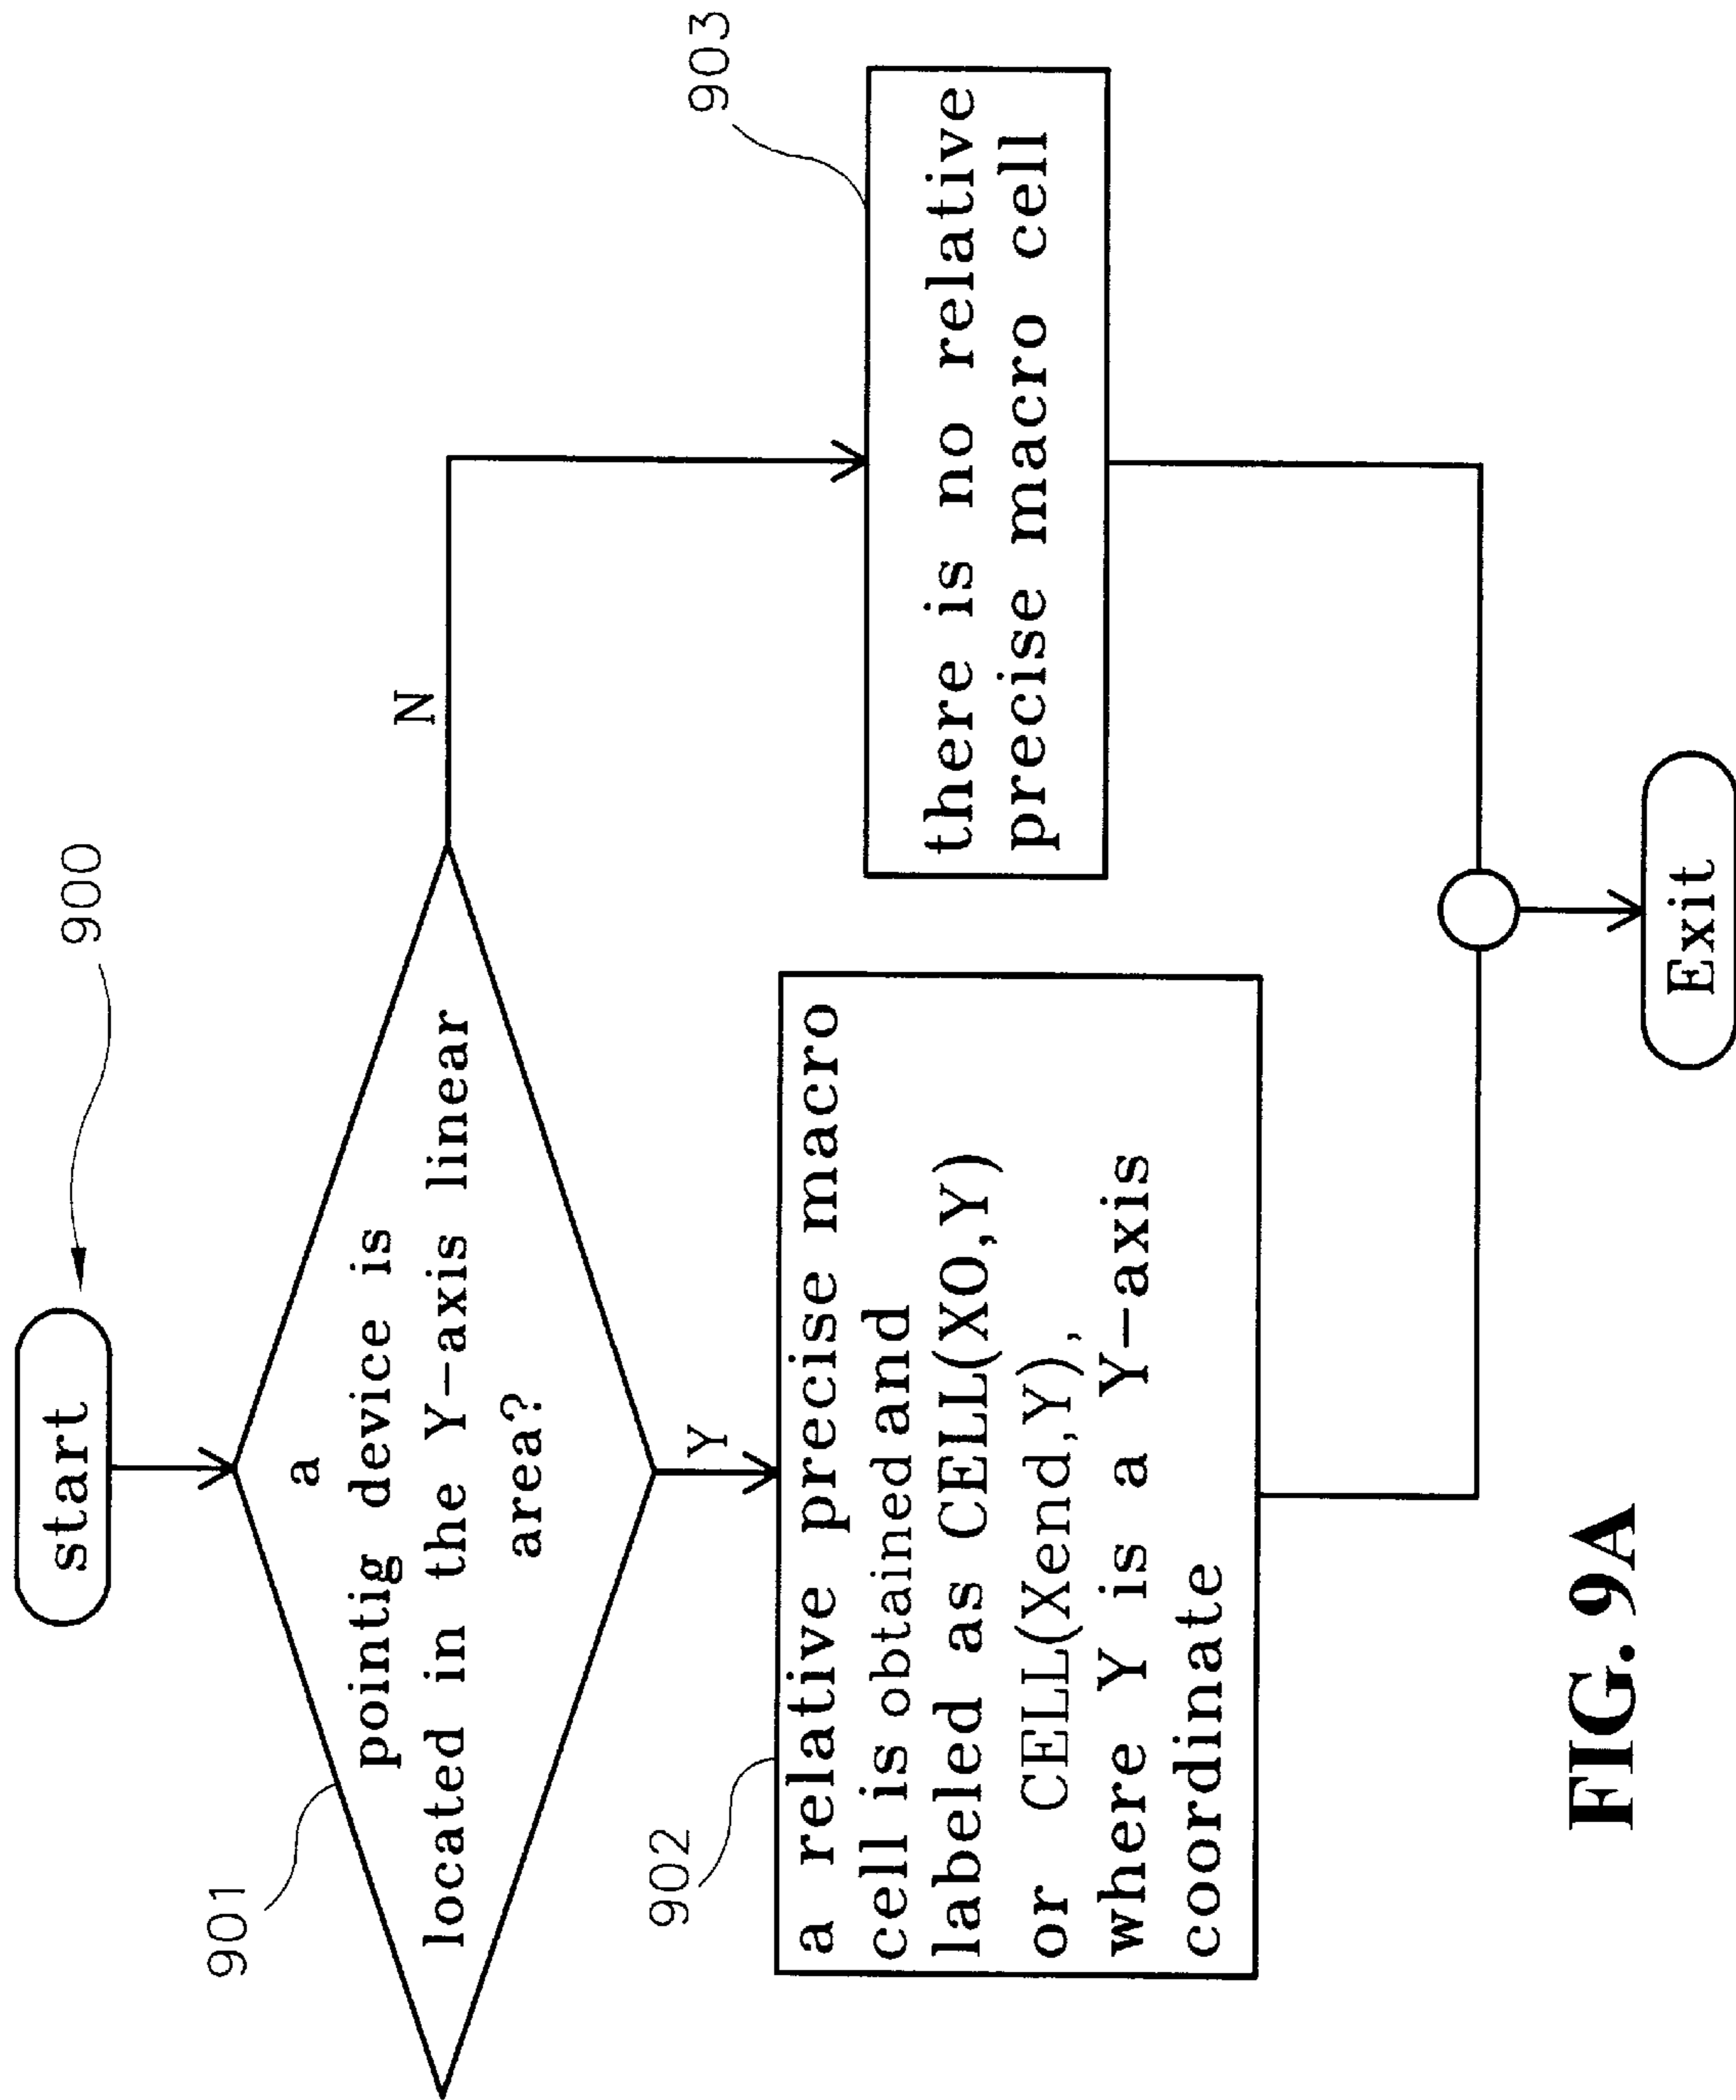 start
900
901
a
pointig device is
located in the Y-axis linear
area?
N
Y
902
a relative precise macro
cell is obtained and
labeled as CELL(XO,Y)
or CELL(Xend,Y),
where Y is a Y-axis
coordinate
903
there is no relative
precise macro cell
Exit
FIG. 9A